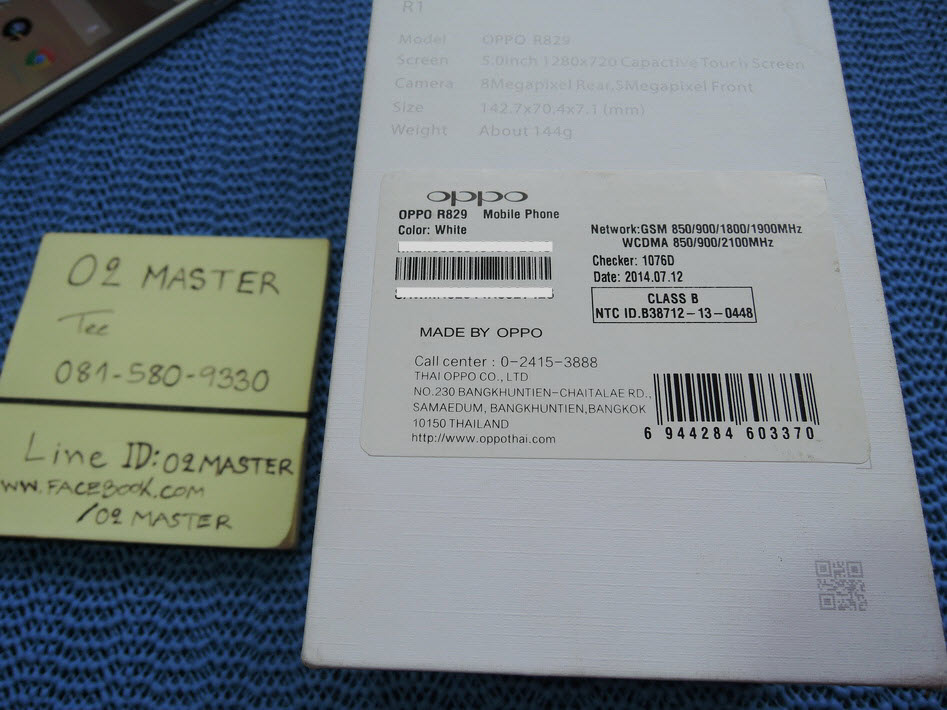 R1
Model OPPO R829
Screen 5.0inch 1280x720 Capactive Touch Screen
Camera 8Megapixel Rear,5Megapixel Front
Size 142.7x70.4x7.1 (mm)
Weight About 144g
oppo
OPPO R829 Mobile Phone
Color: White
Network:GSM 850/900/1800/1900MHz
WCDMA 850/900/2100MHz
Checker: 1076D
Date: 2014.07.12
CLASS B
NTC ID.B38712-13-0448
MADE BY OPPO
Call center : 0-2415-3888
THAI OPPO CO., LTD
NO.230 BANGKHUNTIEN-CHAITALAE RD.,
SAMAEDUM, BANGKHUNTIEN,BANGKOK
10150 THAILAND
http://www.oppothai.com
6 944284 603370
O2 MASTER
Tee
081-580-9330
Line ID:O2MASTER
WW.FACEBOOK.COM
/O2 MASTER